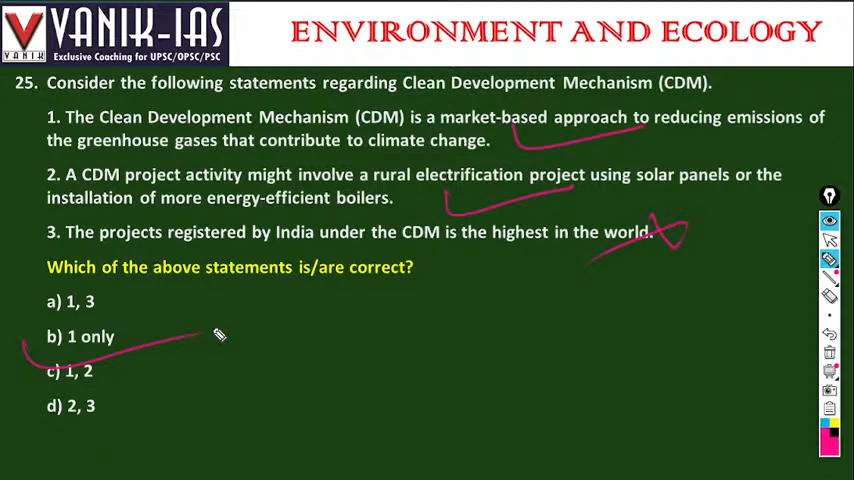 VANIK-IAS
VANIK
Exclusive Coaching for UPSC/OPSC/PSC
ENVIRONMENT AND ECOLOGY
25. Consider the following statements regarding Clean Development Mechanism (CDM).
1. The Clean Development Mechanism (CDM) is a market-based approach to reducing emissions of
the greenhouse gases that contribute to climate change.
2. A CDM project activity might involve a rural electrification project using solar panels or the
installation of more energy-efficient boilers.
3. The projects registered by India under the CDM is the highest in the world.
Which of the above statements is/are correct?
a) 1, 3
b) 1 only
c) 1, 2
d) 2, 3